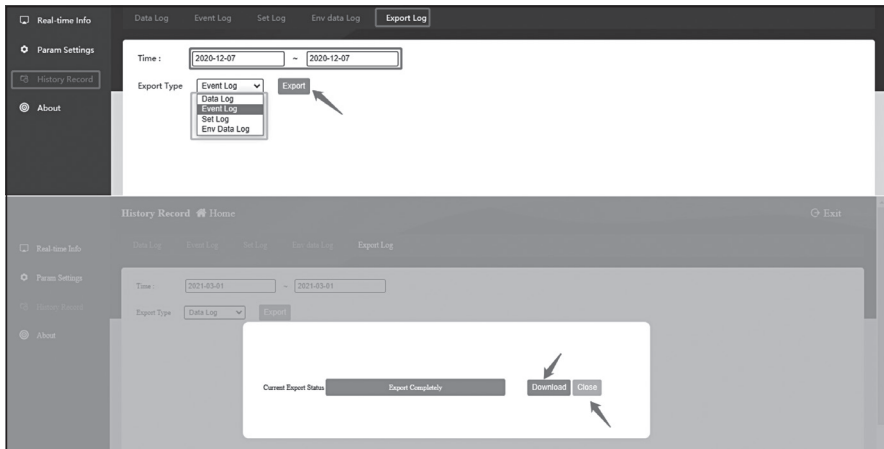 Real-time Info
Data Log Event Log Set Log Env data Log Export Log
Param Settings
Time : 2020-12-07 ~ 2020-12-07
History Record
Export Type Event Log Export
Data Log
Event Log
Set Log
Env Data Log
About
History Record Home Exit
Real-time Info
Data Log Event Log Set Log Env data Log Export Log
Param Settings
Time : 2021-03-01 ~ 2021-03-01
History Record
Export Type Data Log Export
About
Current Export Status Export Completely Download Close